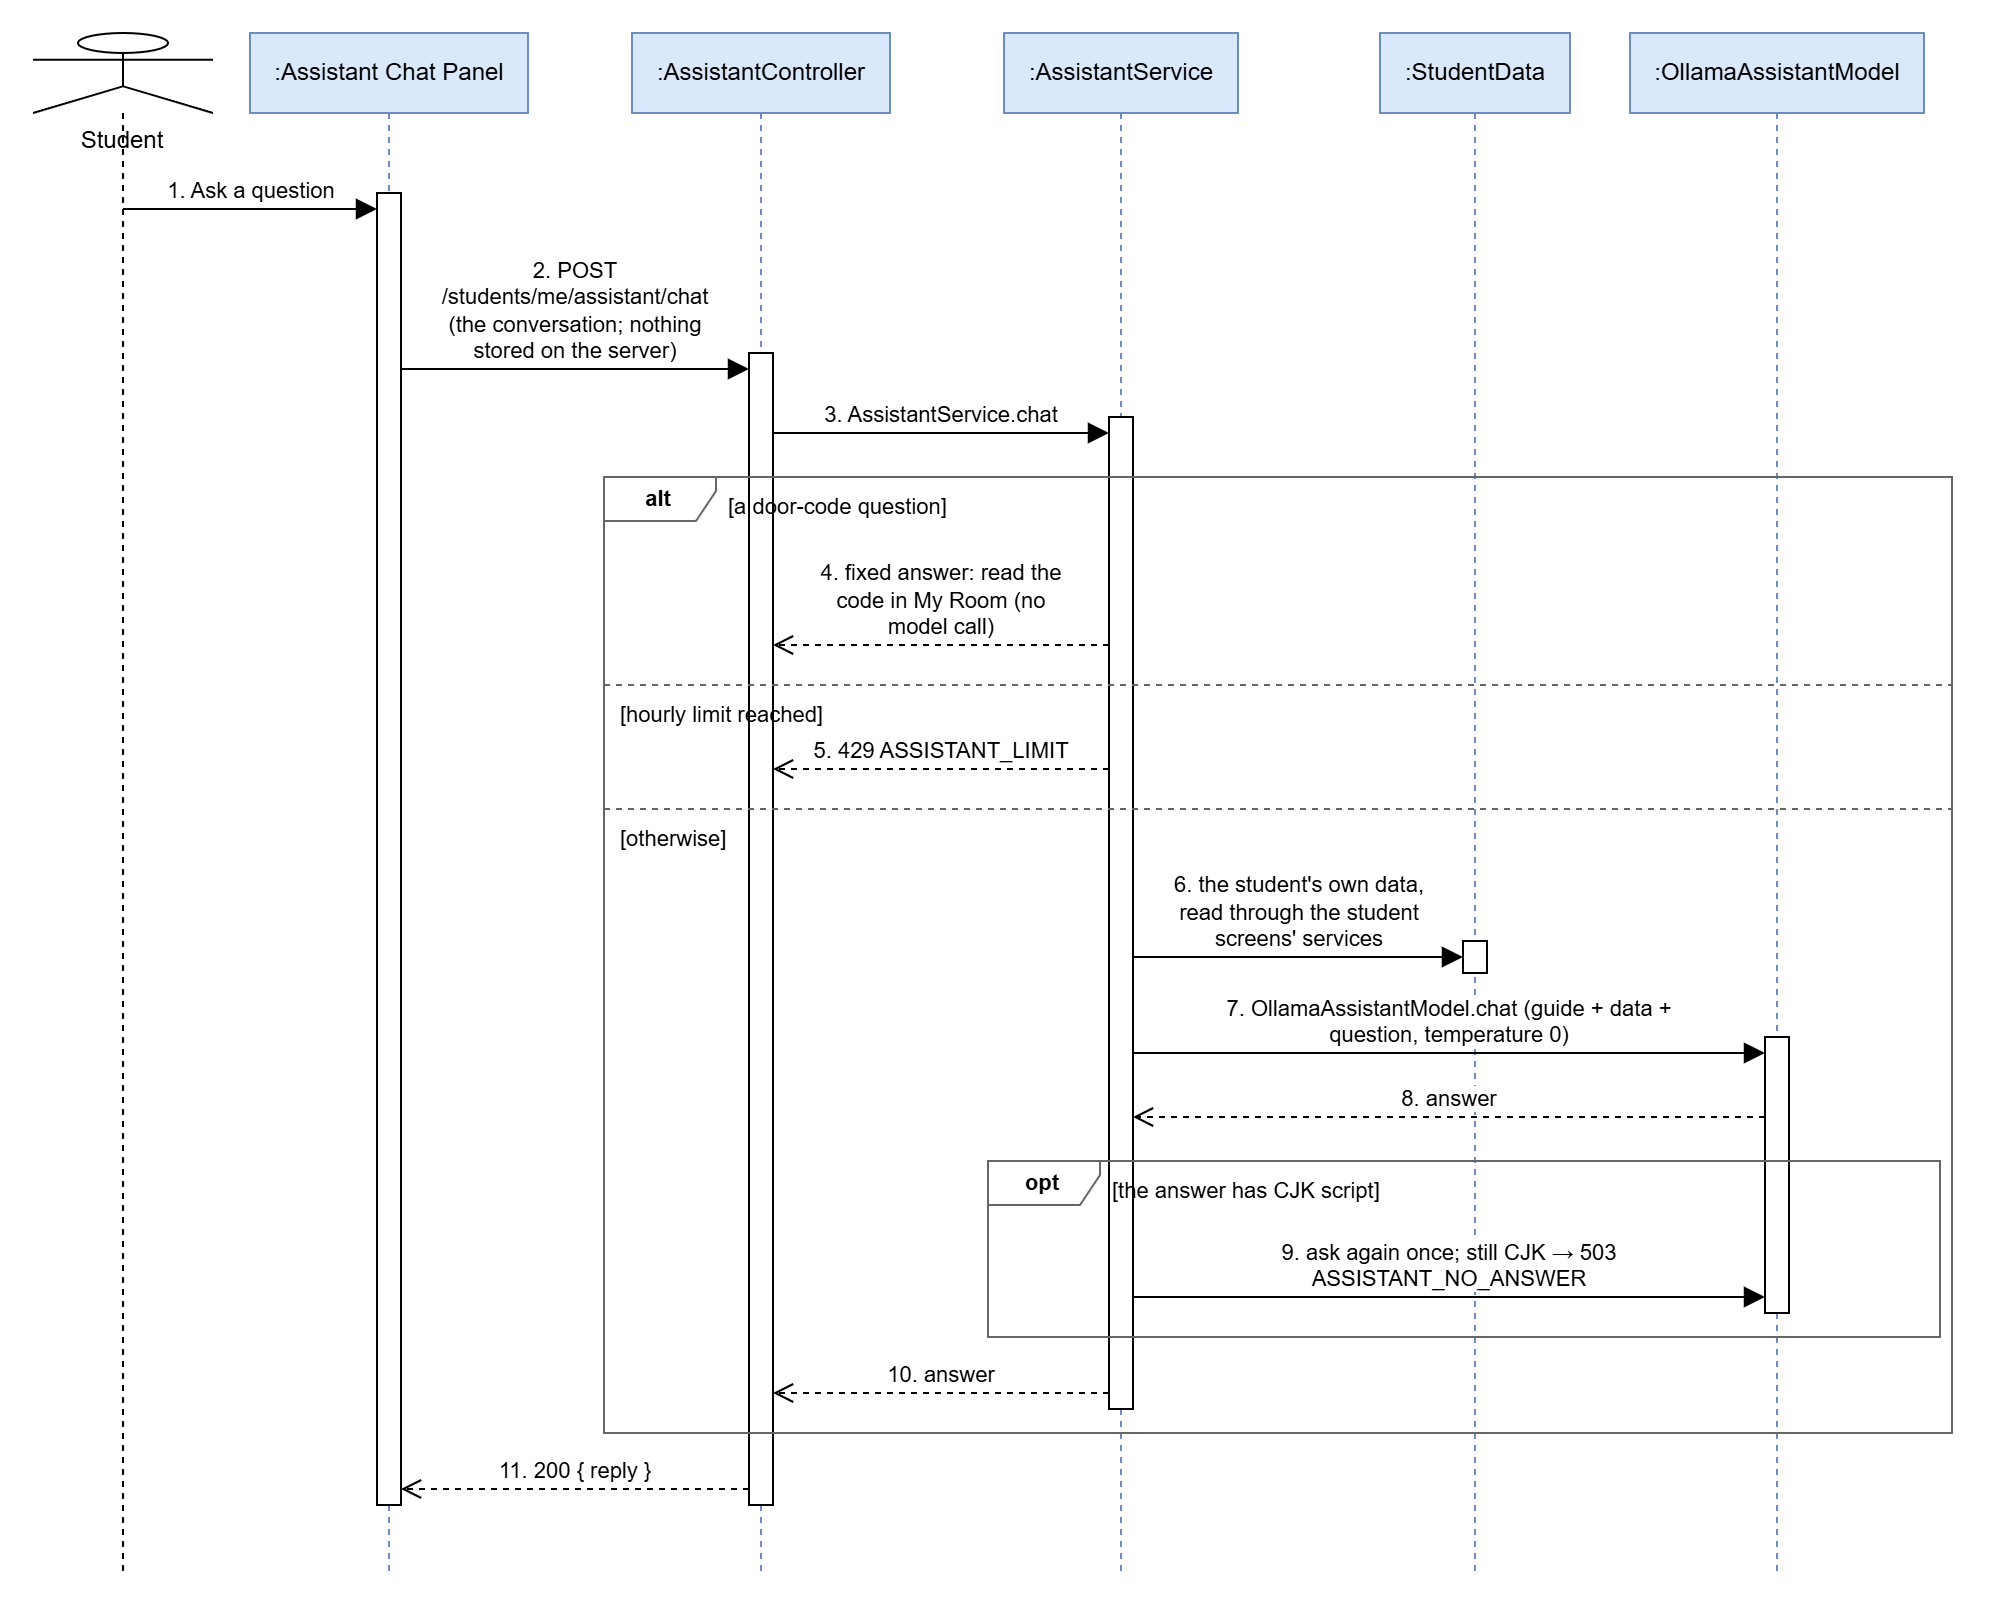 :Assistant Chat Panel
:AssistantController
:AssistantService
:StudentData
:OllamaAssistantModel
Student
1. Ask a question
2. POST
/students/me/assistant/chat
(the conversation; nothing
stored on the server)
3. AssistantService.chat
alt
[a door-code question]
4. fixed answer: read the
code in My Room (no
model call)
[hourly limit reached]
5. 429 ASSISTANT_LIMIT
[otherwise]
6. the student's own data,
read through the student
screens' services
7. OllamaAssistantModel.chat (guide + data +
question, temperature 0)
8. answer
opt
[the answer has CJK script]
9. ask again once; still CJK → 503
ASSISTANT_NO_ANSWER
10. answer
11. 200 { reply }